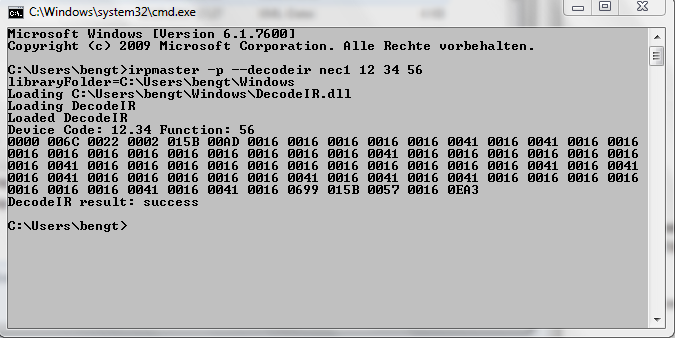 C:\Windows\system32\cmd.exe
Microsoft Windows [Version 6.1.7600]
Copyright (c) 2009 Microsoft Corporation. Alle Rechte vorbehalten.
C:\Users\bengt>irpmaster -p --decodeir nec1 12 34 56
libraryFolder=C:\Users\bengt\Windows
Loading C:\Users\bengt\Windows\DecodeIR.dll
Loading DecodeIR
Loaded DecodeIR
Device Code: 12.34 Function: 56
0000 006C 0022 0002 015B 00AD 0016 0016 0016 0016 0016 0041 0016 0041 0016 0016
0016 0016 0016 0016 0016 0016 0016 0016 0016 0041 0016 0016 0016 0016 0016 0016
0016 0041 0016 0016 0016 0016 0016 0016 0016 0016 0016 0016 0016 0041 0016 0041
0016 0041 0016 0016 0016 0016 0016 0041 0016 0041 0016 0041 0016 0016 0016 0016
0016 0016 0016 0041 0016 0041 0016 0699 015B 0057 0016 0EA3
DecodeIR result: success
C:\Users\bengt>